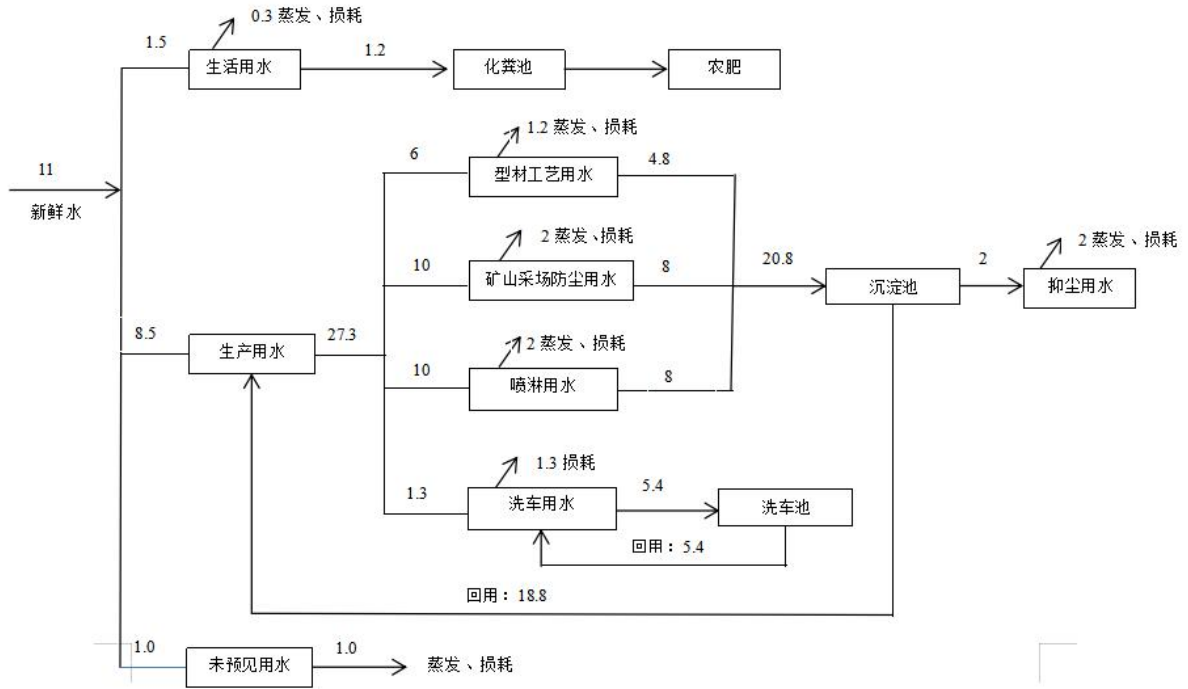 0.3 蒸发、损耗
1.5
生活用水
1.2
化粪池
农肥
11
新鲜水
1.2 蒸发、损耗
6
型材工艺用水
4.8
2 蒸发、损耗
10
矿山采场防尘用水
8
20.8
沉淀池
2
2 蒸发、损耗
抑尘用水
8.5
生产用水
27.3
2 蒸发、损耗
10
喷淋用水
8
1.3 损耗
1.3
洗车用水
5.4
洗车池
回用：5.4
回用：18.8
1.0
未预见用水
1.0
蒸发、损耗